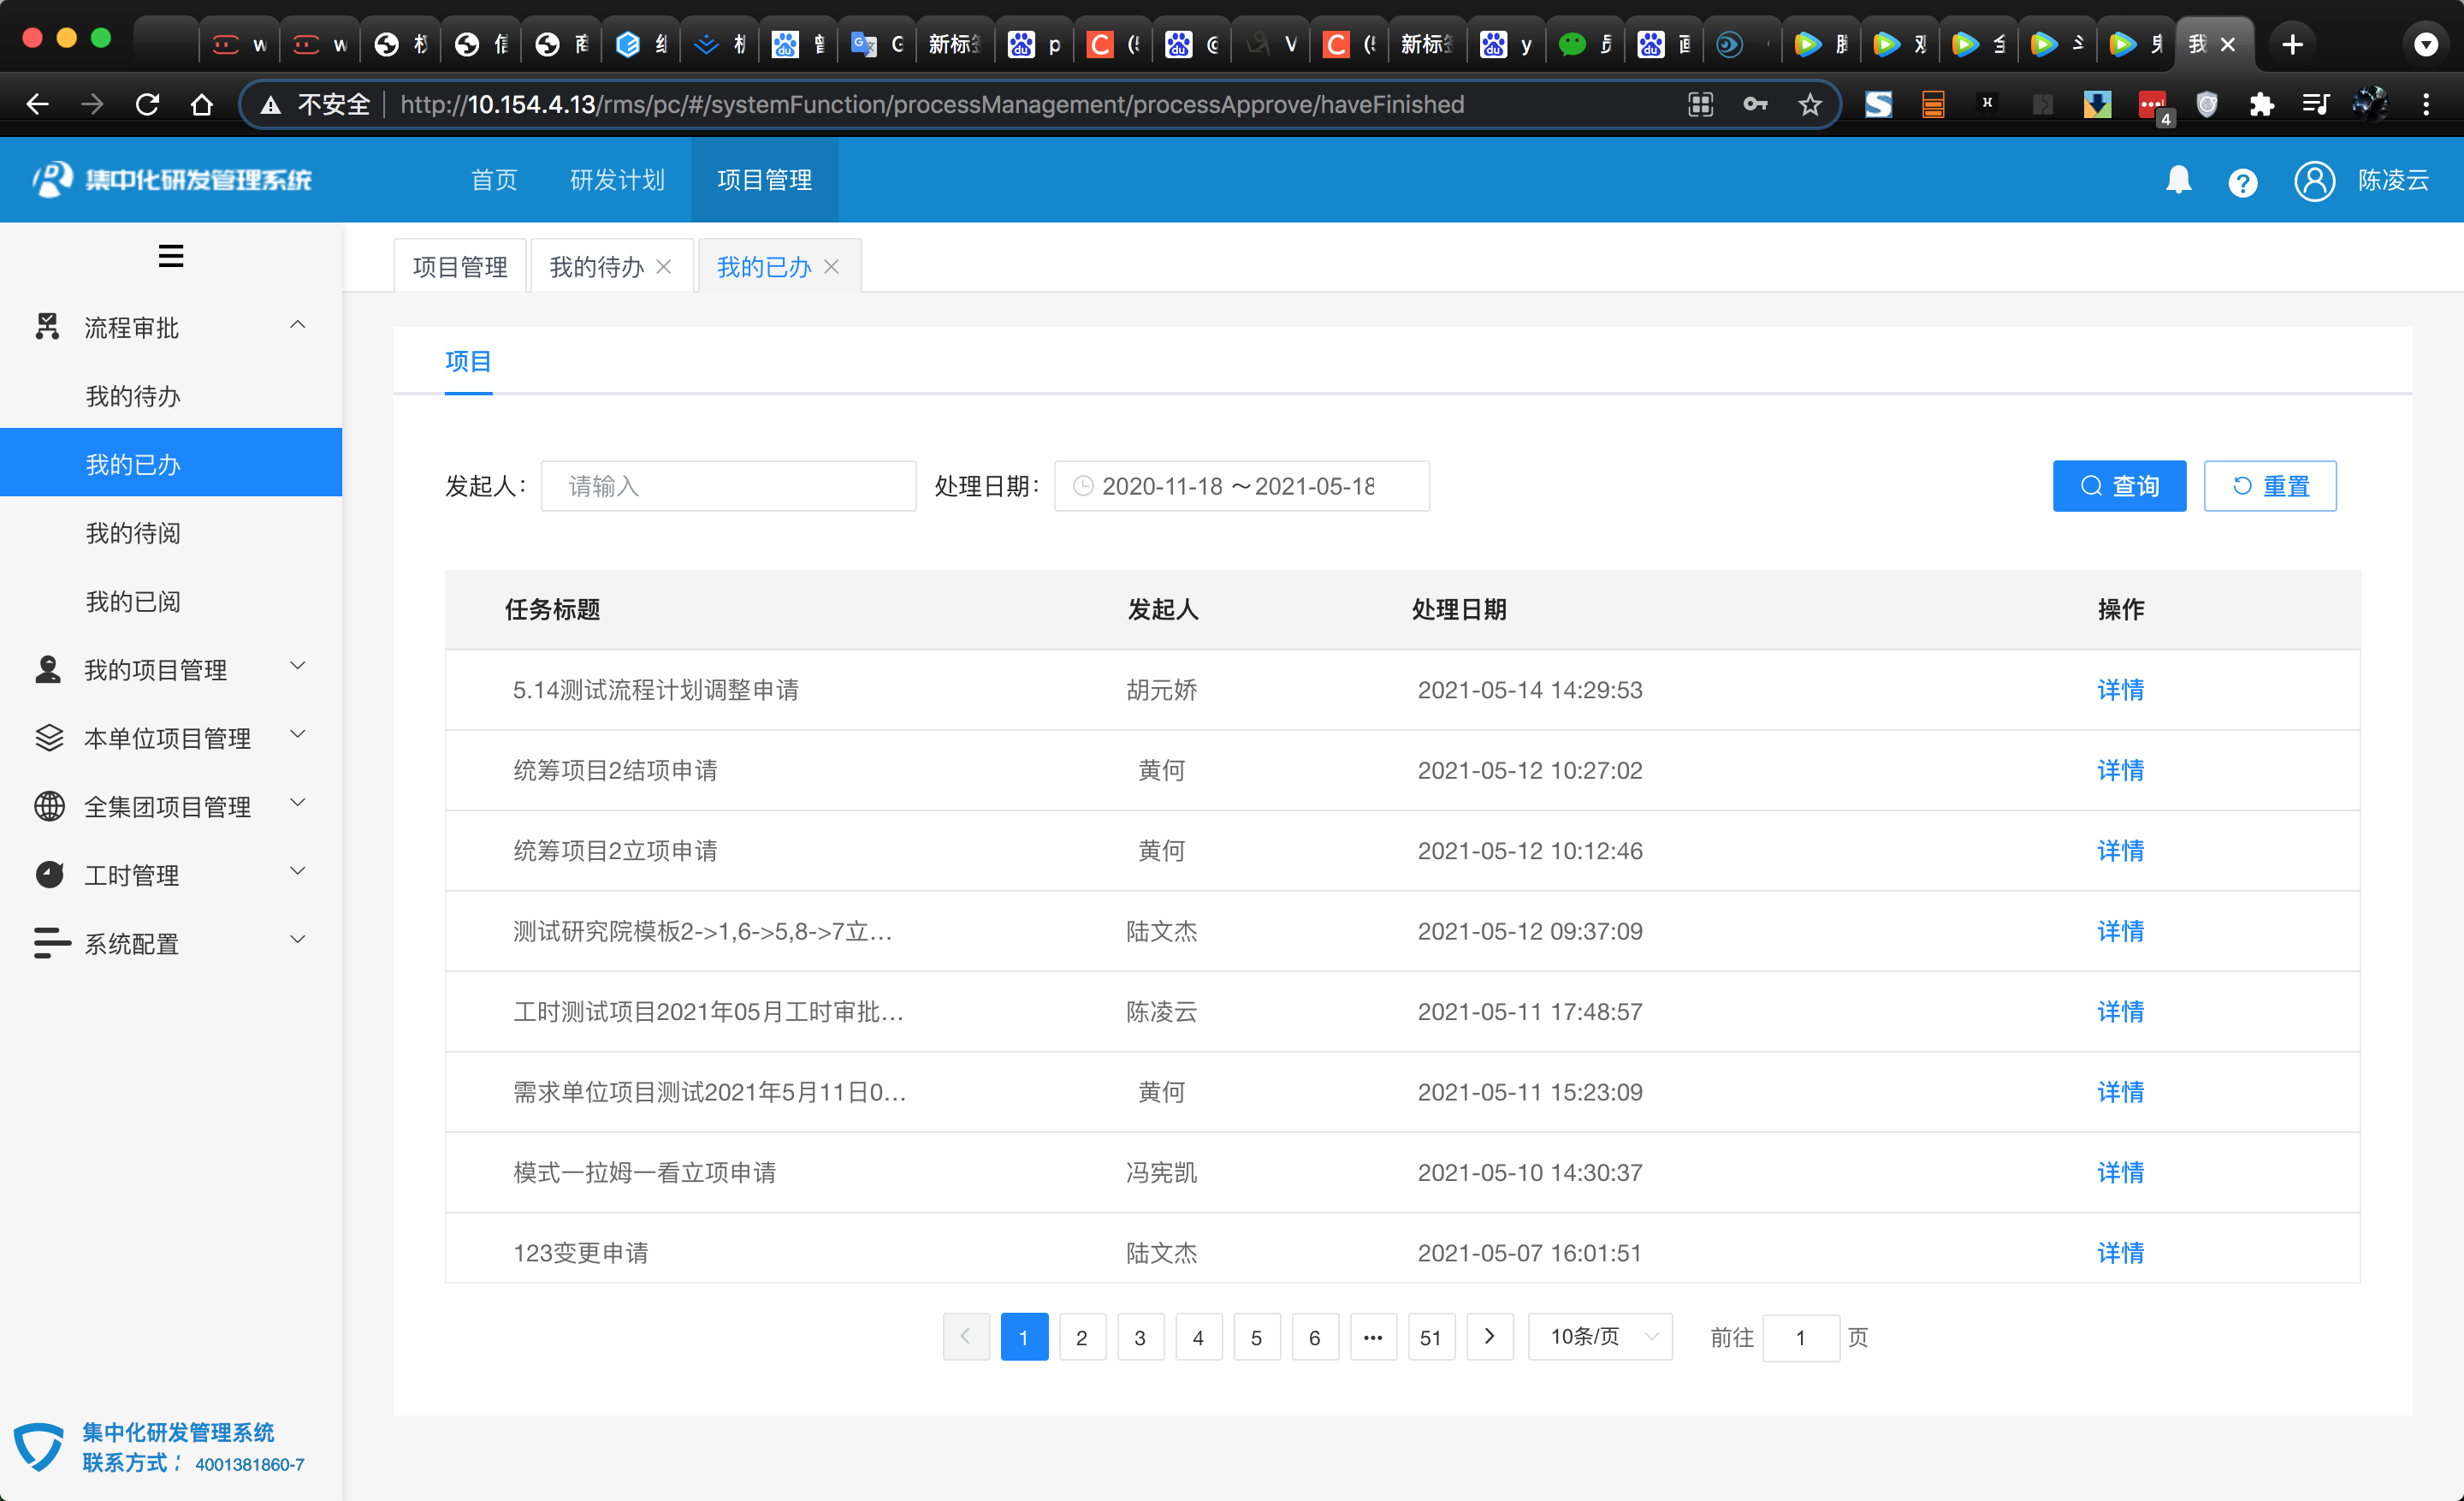 新标签
新标签
不安全 http://10.154.4.13/rms/pc/#/systemFunction/processManagement/processApprove/haveFinished
4
集中化研发管理系统
首页 研发计划 项目管理
陈凌云
项目管理 我的待办 我的已办
流程审批
我的待办
我的已办
我的待阅
我的已阅
我的项目管理
本单位项目管理
全集团项目管理
工时管理
系统配置
集中化研发管理系统
联系方式: 4001381860-7
项目
发起人: 请输入 处理日期: 2020-11-18 ~ 2021-05-18 查询 重置
任务标题 发起人 处理日期 操作
5.14测试流程计划调整申请 胡元娇 2021-05-14 14:29:53 详情
统筹项目2结项申请 黄何 2021-05-12 10:27:02 详情
统筹项目2立项申请 黄何 2021-05-12 10:12:46 详情
测试研究院模板2->1,6->5,8->7立... 陆文杰 2021-05-12 09:37:09 详情
工时测试项目2021年05月工时审批... 陈凌云 2021-05-11 17:48:57 详情
需求单位项目测试2021年5月11日0... 黄何 2021-05-11 15:23:09 详情
模式一拉姆一看立项申请 冯宪凯 2021-05-10 14:30:37 详情
123变更申请 陆文杰 2021-05-07 16:01:51 详情
1 2 3 4 5 6 ••• 51 10条/页 前往 1 页